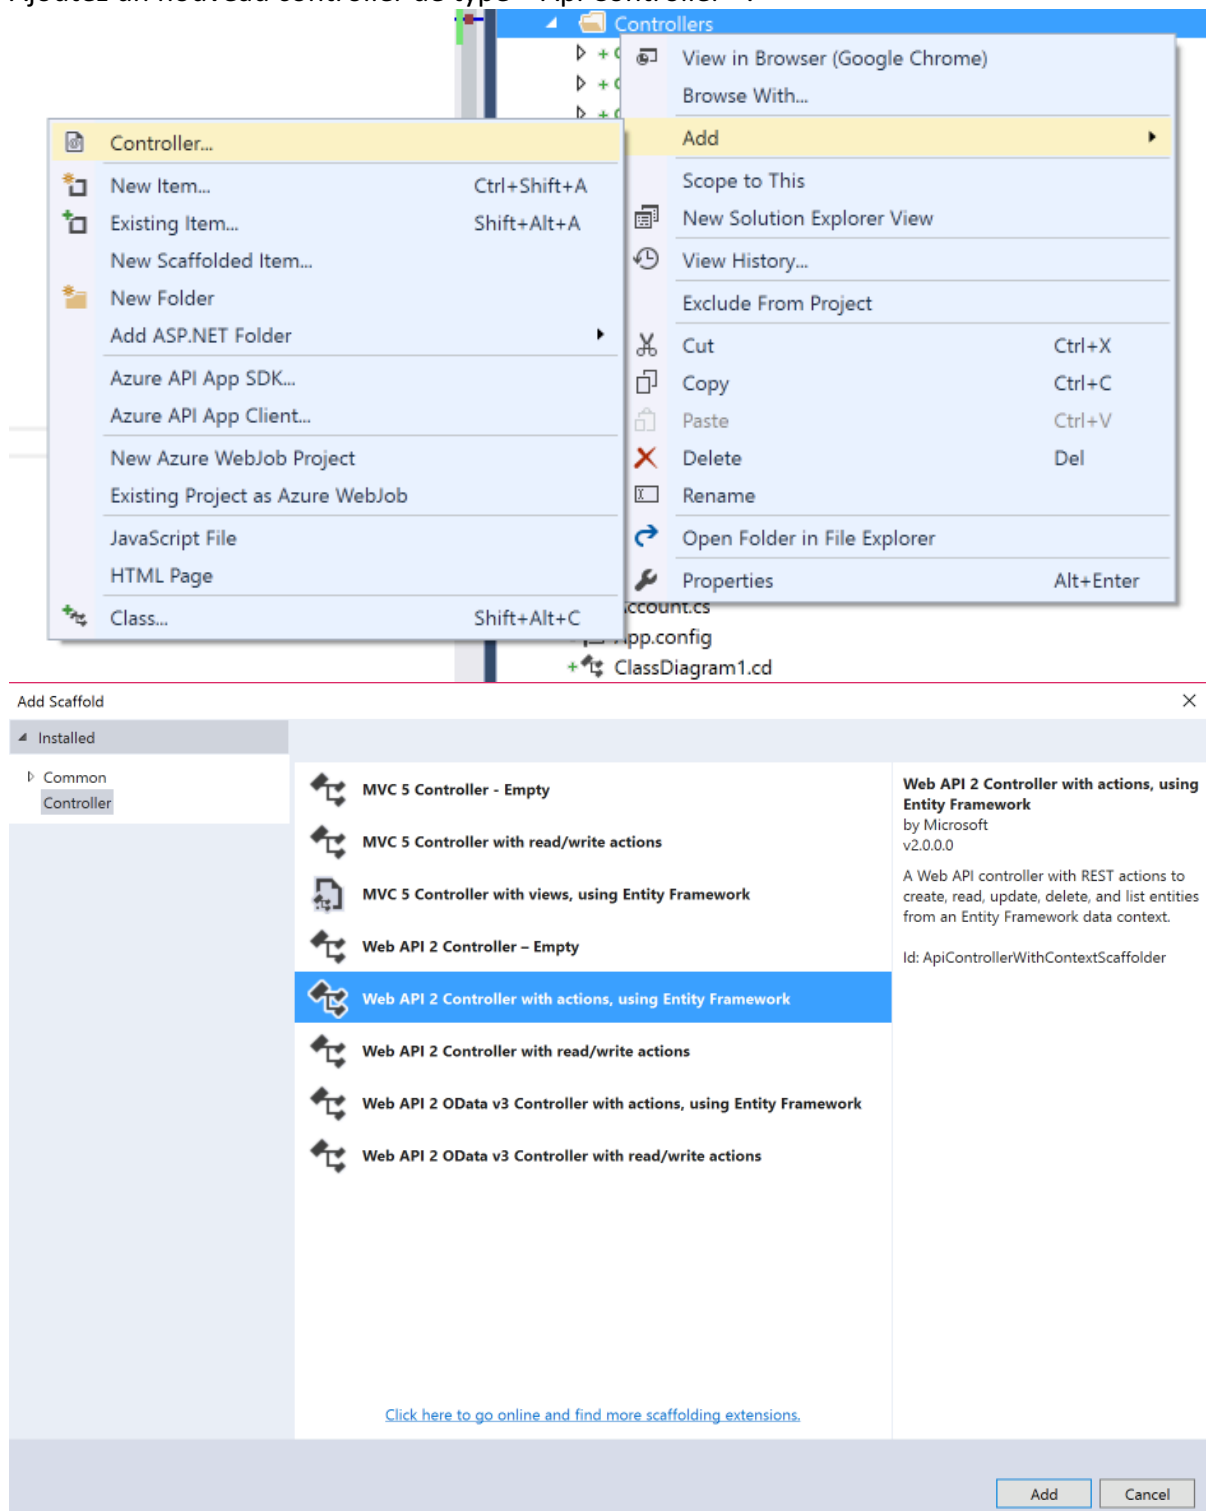 Ajoutez un nouveau controller de type « Api Controller » :
Controllers
View in Browser (Google Chrome)
Browse With...
Add
Scope to This
New Solution Explorer View
View History...
Exclude From Project
Cut Ctrl+X
Copy Ctrl+C
Paste Ctrl+V
Delete Del
Rename
Open Folder in File Explorer
Properties Alt+Enter
Controller...
New Item... Ctrl+Shift+A
Existing Item... Shift+Alt+A
New Scaffolded Item...
New Folder
Add ASP.NET Folder
Azure API App SDK...
Azure API App Client...
New Azure WebJob Project
Existing Project as Azure WebJob
JavaScript File
HTML Page
Class... Shift+Alt+C
Account.cs
App.config
ClassDiagram1.cd
Add Scaffold
Installed
Common
Controller
MVC 5 Controller - Empty
MVC 5 Controller with read/write actions
MVC 5 Controller with views, using Entity Framework
Web API 2 Controller – Empty
Web API 2 Controller with actions, using Entity Framework
Web API 2 Controller with read/write actions
Web API 2 OData v3 Controller with actions, using Entity Framework
Web API 2 OData v3 Controller with read/write actions
Click here to go online and find more scaffolding extensions.
Web API 2 Controller with actions, using
Entity Framework
by Microsoft
v2.0.0.0
A Web API controller with REST actions to
create, read, update, delete, and list entities
from an Entity Framework data context.
Id: ApiControllerWithContextScaffolder
Add Cancel